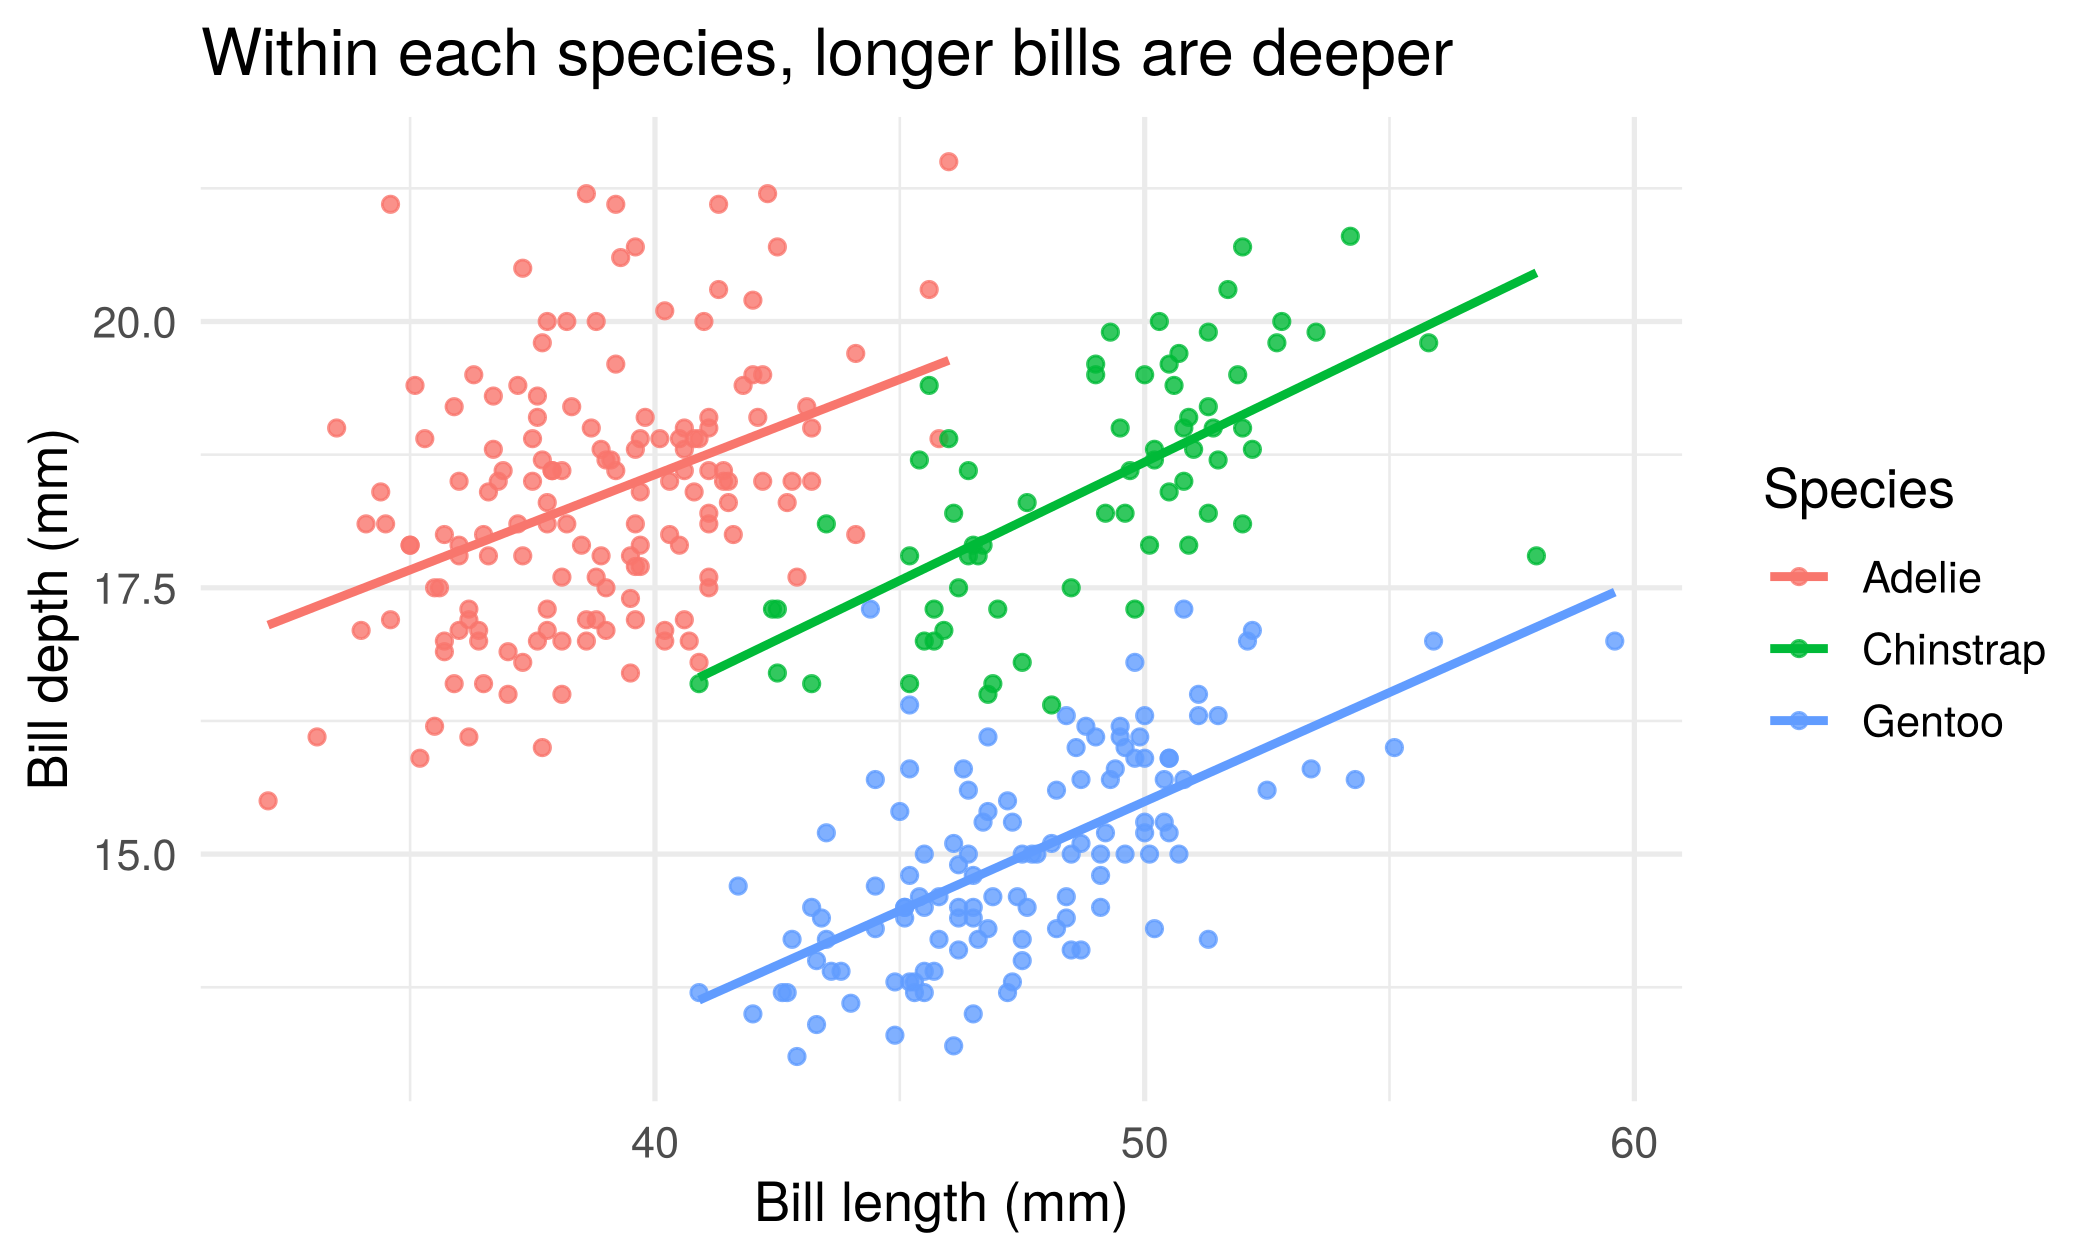 Within each species, longer bills are deeper
Bill depth (mm)
20.0
17.5
15.0
40 50 60
Bill length (mm)
Species
Adelie
Chinstrap
Gentoo